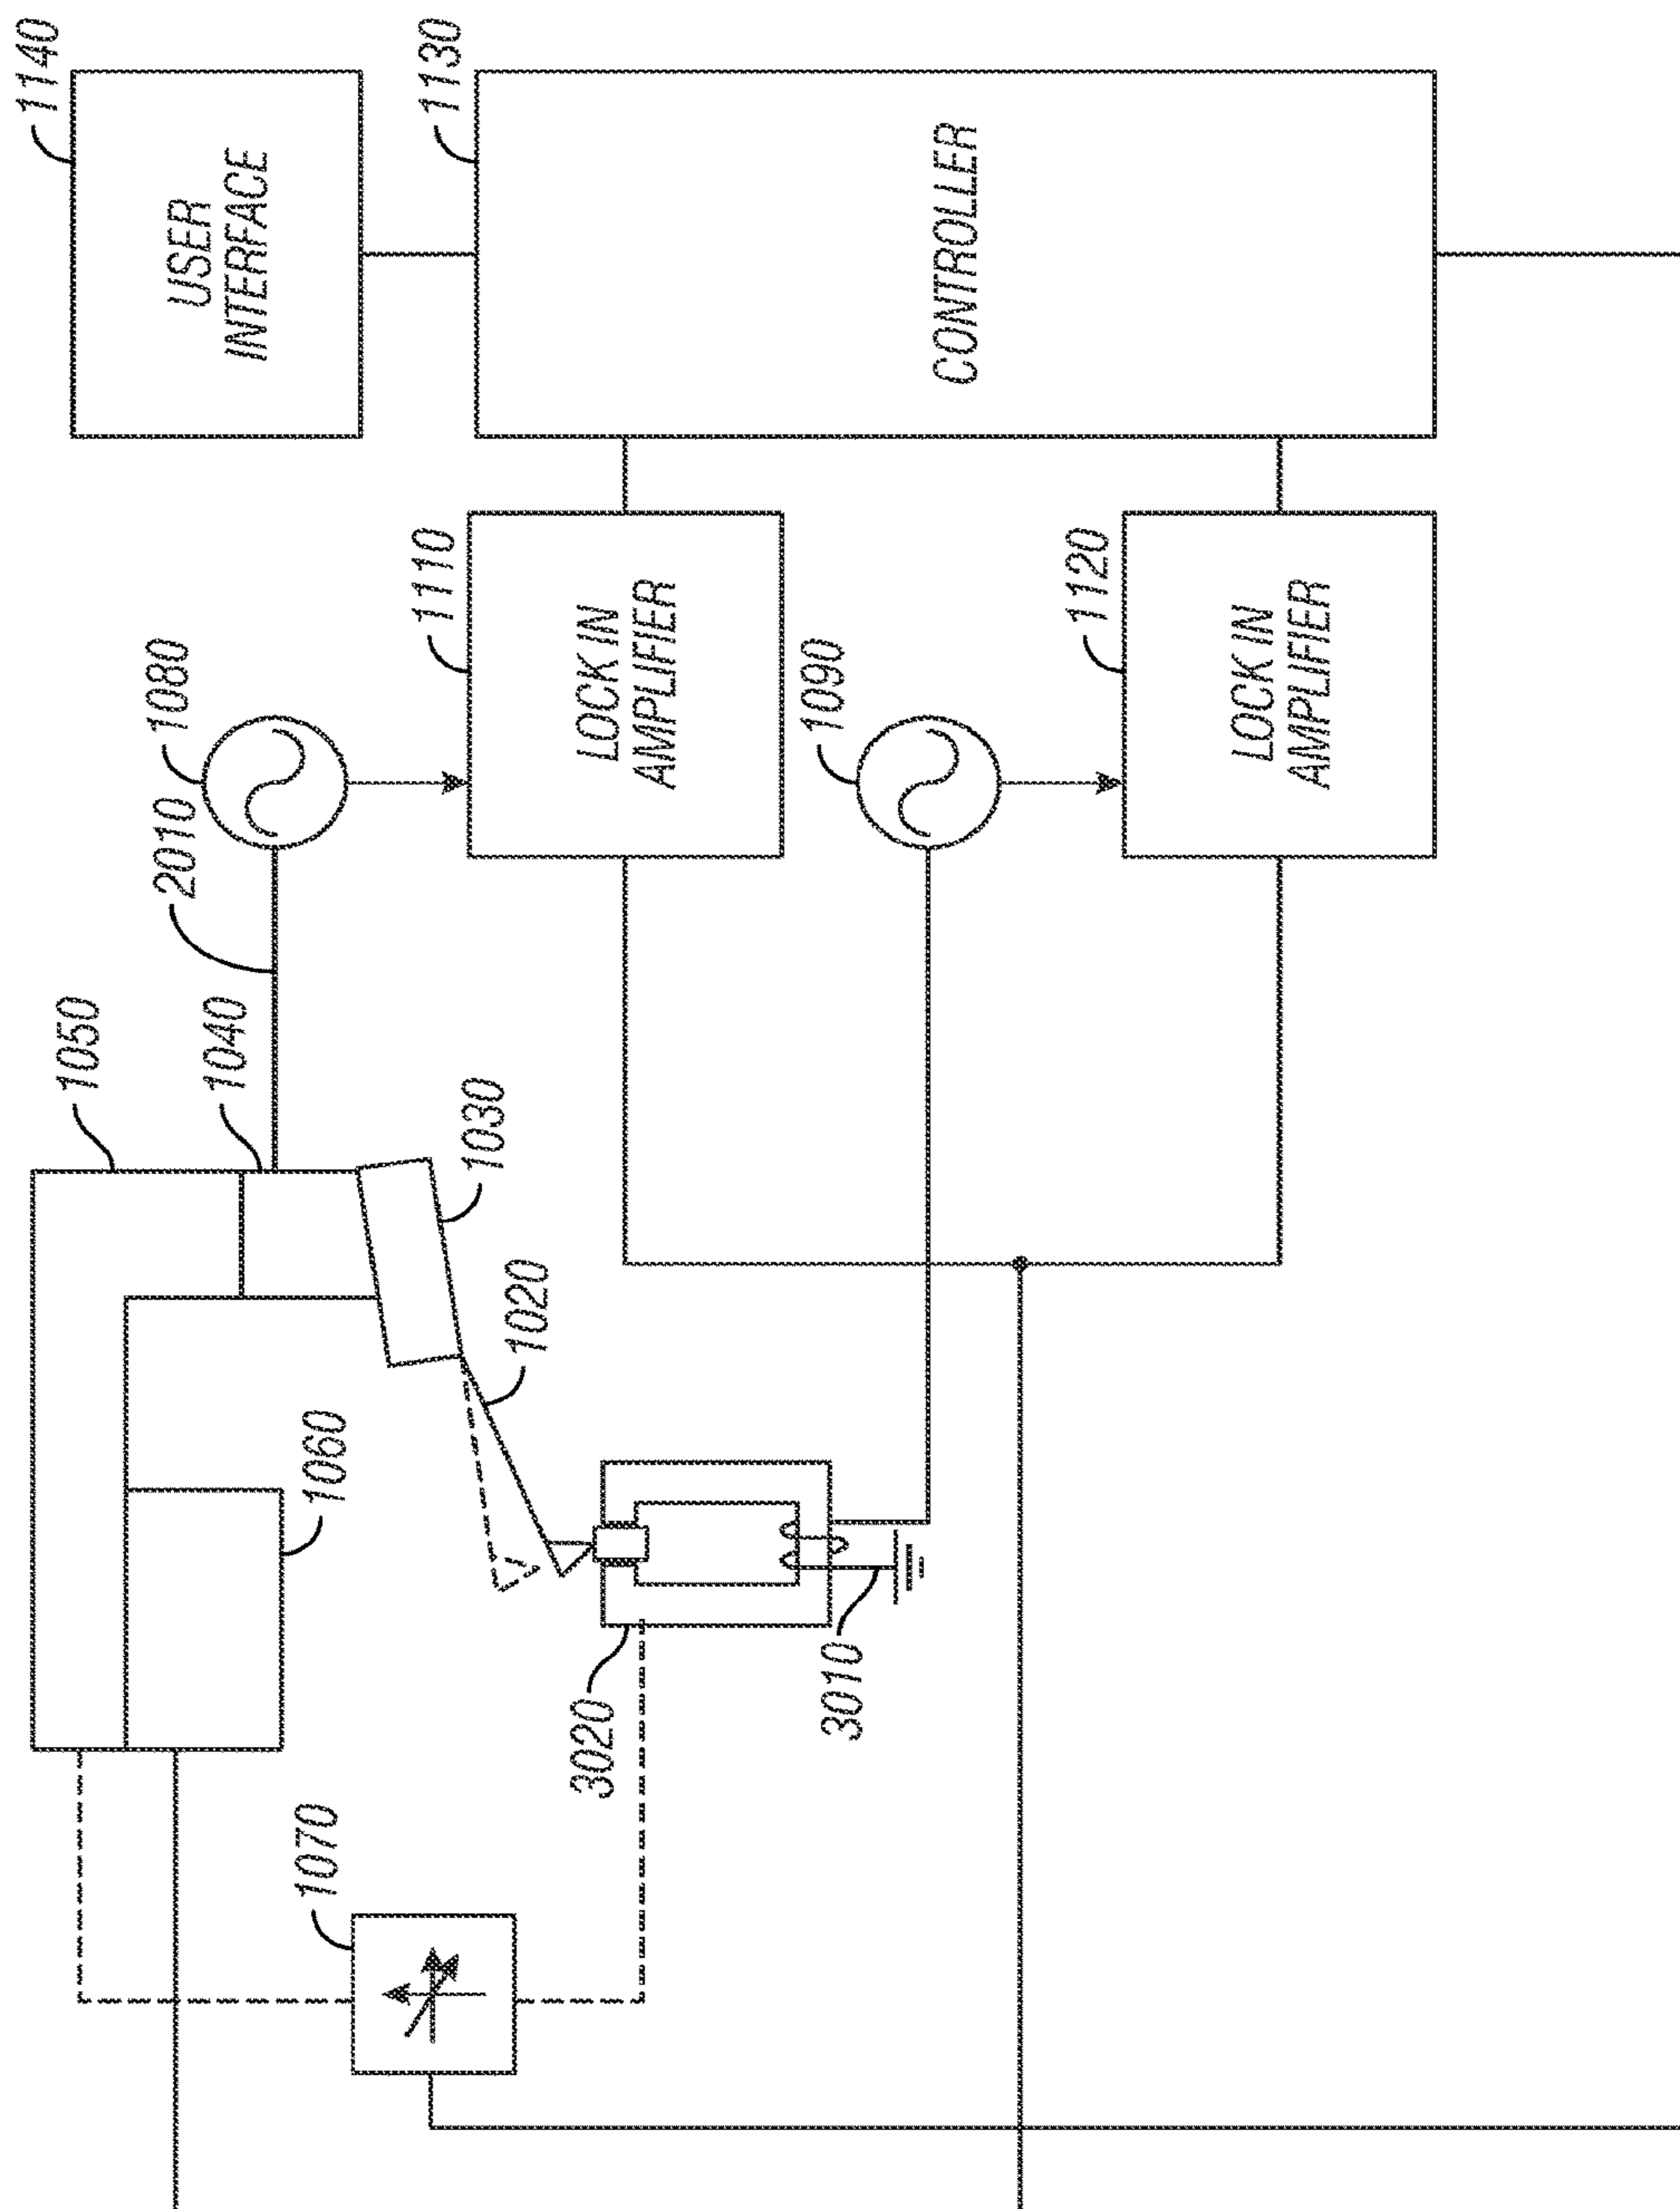 1050
1040
2010
1080
1140
USER
INTERFACE
1060
1070
1030
1020
1110
1130
3020
LOCK IN
AMPLIFIER
3010
1090
CONTROLLER
1120
LOCK IN
AMPLIFIER